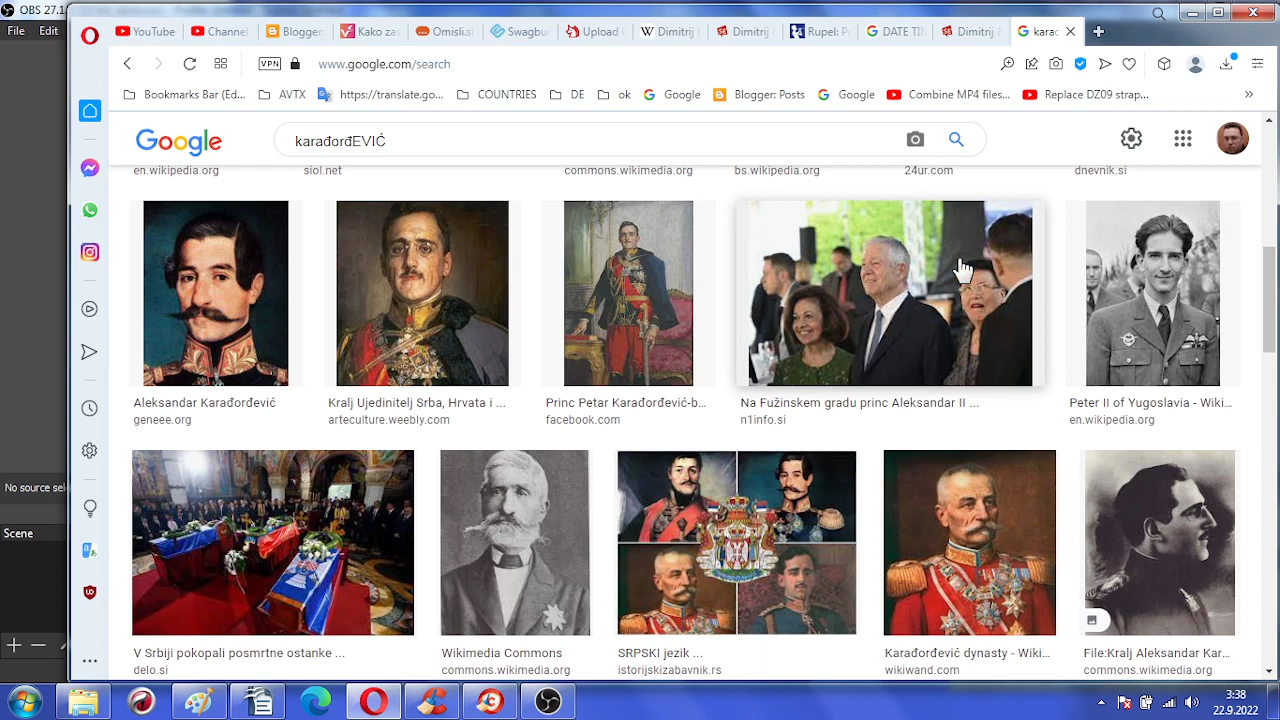 OBS 27.1
File Edit
YouTub
Channe
Blogger
Kako zas
Omisli.si
Swagbu
Upload
Dimitrij
Dimitrij
Rupel: P
DATE TI
Dimitrij
karac
VPN
www.google.com/search
Bookmarks Bar (Ed...
AVTX
https://translate.go...
COUNTRIES
DE
ok
Google
Blogger: Posts
Google
Combine MP4 files...
Replace DZ09 strap...
Google
karađorđEVIĆ
en.wikipedia.org
siol.net
commons.wikimedia.org
bs.wikipedia.org
24ur.com
dnevnik.si
Aleksandar Karađorđević
geneee.org
Kralj Ujedinitelj Srba, Hrvata i ...
arteculture.weebly.com
Princ Petar Karađorđević-b...
facebook.com
Na Fužinskem gradu princ Aleksandar II ...
n1info.si
Peter II of Yugoslavia - Wiki...
en.wikipedia.org
No source sel
Scene
V Srbiji pokopali posmrtne ostanke ...
delo.si
Wikimedia Commons
commons.wikimedia.org
SRPSKI jezik ...
istorijskizabavnik.rs
Karađorđević dynasty - Wiki...
wikiwand.com
File:Kralj Aleksandar Kar...
commons.wikimedia.org
3:38
22.9.2022